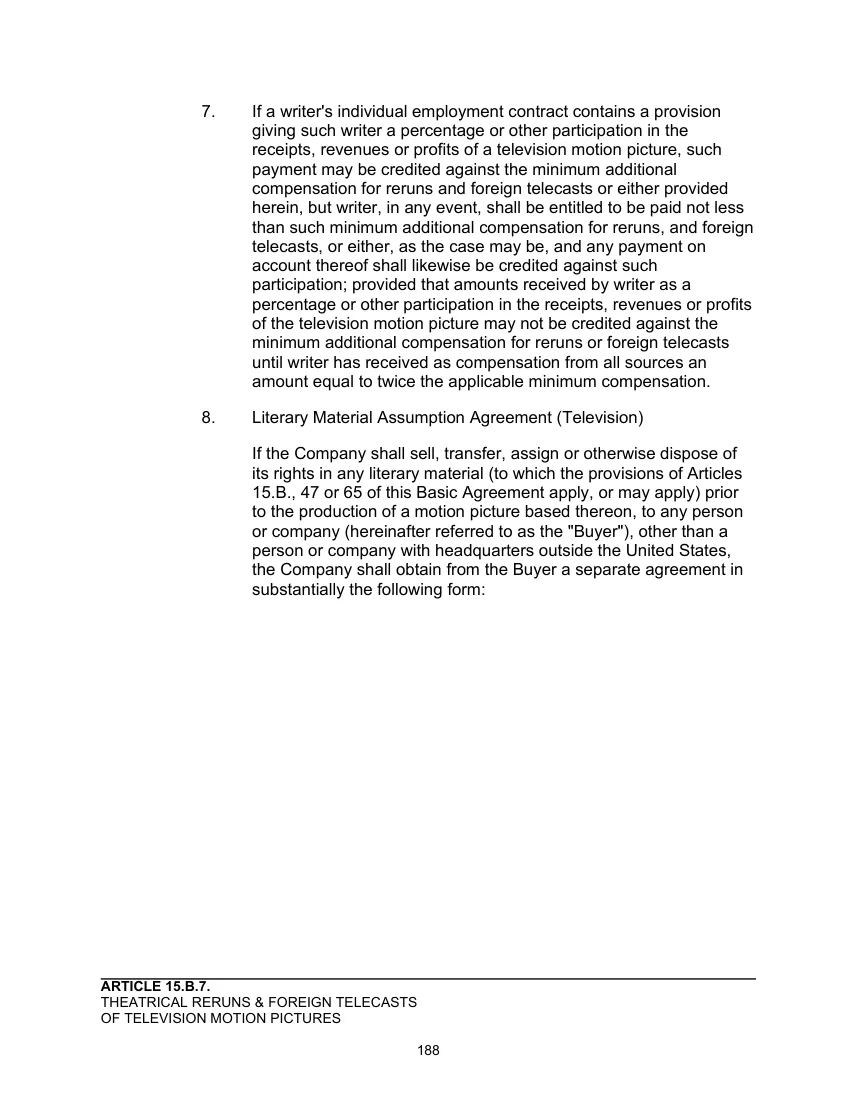 7. If a writer's individual employment contract contains a provision
giving such writer a percentage or other participation in the
receipts, revenues or profits of a television motion picture, such
payment may be credited against the minimum additional
compensation for reruns and foreign telecasts or either provided
herein, but writer, in any event, shall be entitled to be paid not less
than such minimum additional compensation for reruns, and foreign
telecasts, or either, as the case may be, and any payment on
account thereof shall likewise be credited against such
participation; provided that amounts received by writer as a
percentage or other participation in the receipts, revenues or profits
of the television motion picture may not be credited against the
minimum additional compensation for reruns or foreign telecasts
until writer has received as compensation from all sources an
amount equal to twice the applicable minimum compensation.
8. Literary Material Assumption Agreement (Television)
If the Company shall sell, transfer, assign or otherwise dispose of
its rights in any literary material (to which the provisions of Articles
15.B., 47 or 65 of this Basic Agreement apply, or may apply) prior
to the production of a motion picture based thereon, to any person
or company (hereinafter referred to as the "Buyer"), other than a
person or company with headquarters outside the United States,
the Company shall obtain from the Buyer a separate agreement in
substantially the following form:
ARTICLE 15.B.7.
THEATRICAL RERUNS & FOREIGN TELECASTS
OF TELEVISION MOTION PICTURES
188